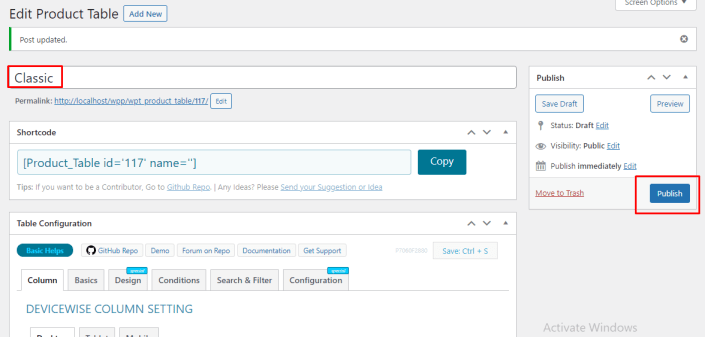 Screen Options ▼
Edit Product Table Add New
Post updated.
Classic
Permalink: http://localhost/wpp/wpt_product_table/117/ Edit
Shortcode
[Product_Table id='117' name='']
Copy
Tips: If you want to be a Contributor, Go to Github Repo. | Any Ideas? Please Send your Suggestion or Idea
Table Configuration
Basic Helps GitHub Repo Demo Forum on Repo Documentation Get Support
Save: Ctrl + S
Column Basics Design Conditions Search & Filter Configuration
DEVICEWISE COLUMN SETTING
Publish
Save Draft Preview
Status: Draft Edit
Visibility: Public Edit
Publish immediately Edit
Move to Trash Publish
Activate Windows